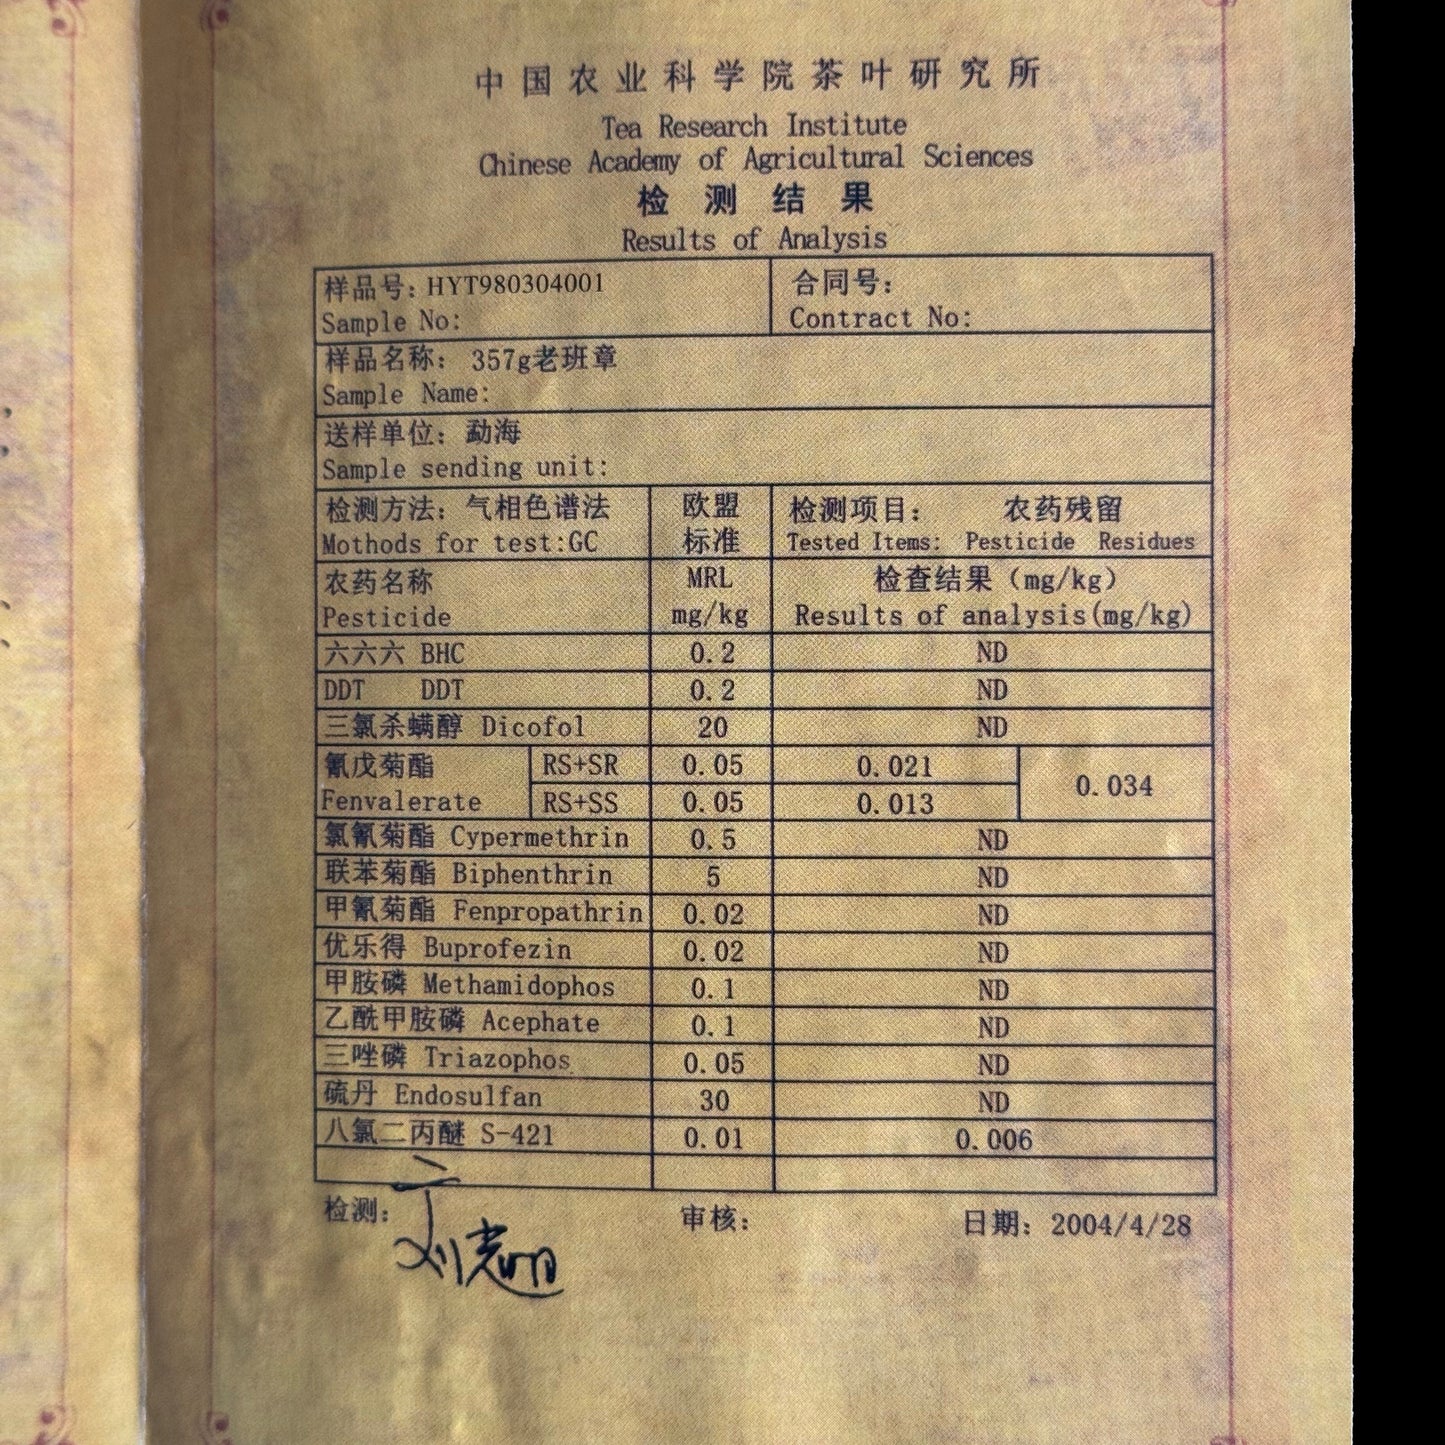 中国农业科学院茶叶研究所
Tea Research Institute
Chinese Academy of Agricultural Sciences
检测结果
Results of Analysis
样品号：HYT980304001 合同号：
Sample No: Contract No:
样品名称： 357g老班章
Sample Name:
送样单位：勐海
Sample sending unit:
检测方法：气相色谱法 欧盟 检测项目： 农药残留
Mothods for test:GC 标准 Tested Items: Pesticide Residues
农药名称 MRL 检查结果（mg/kg）
Pesticide mg/kg Results of analysis(mg/kg)
六六六 BHC 0.2 ND
DDT DDT 0.2 ND
三氯杀螨醇 Dicofol 20 ND
氰戊菊酯 RS+SR 0.05 0.021 0.034
Fenvalerate RS+SS 0.05 0.013
氯氰菊酯 Cypermethrin 0.5 ND
联苯菊酯 Biphenthrin 5 ND
甲氰菊酯 Fenpropathrin 0.02 ND
优乐得 Buprofezin 0.02 ND
甲胺磷 Methamidophos 0.1 ND
乙酰甲胺磷 Acephate 0.1 ND
三唑磷 Triazophos 0.05 ND
硫丹 Endosulfan 30 ND
八氯二丙醚 S-421 0.01 0.006
检测： 审核： 日期：2004/4/28